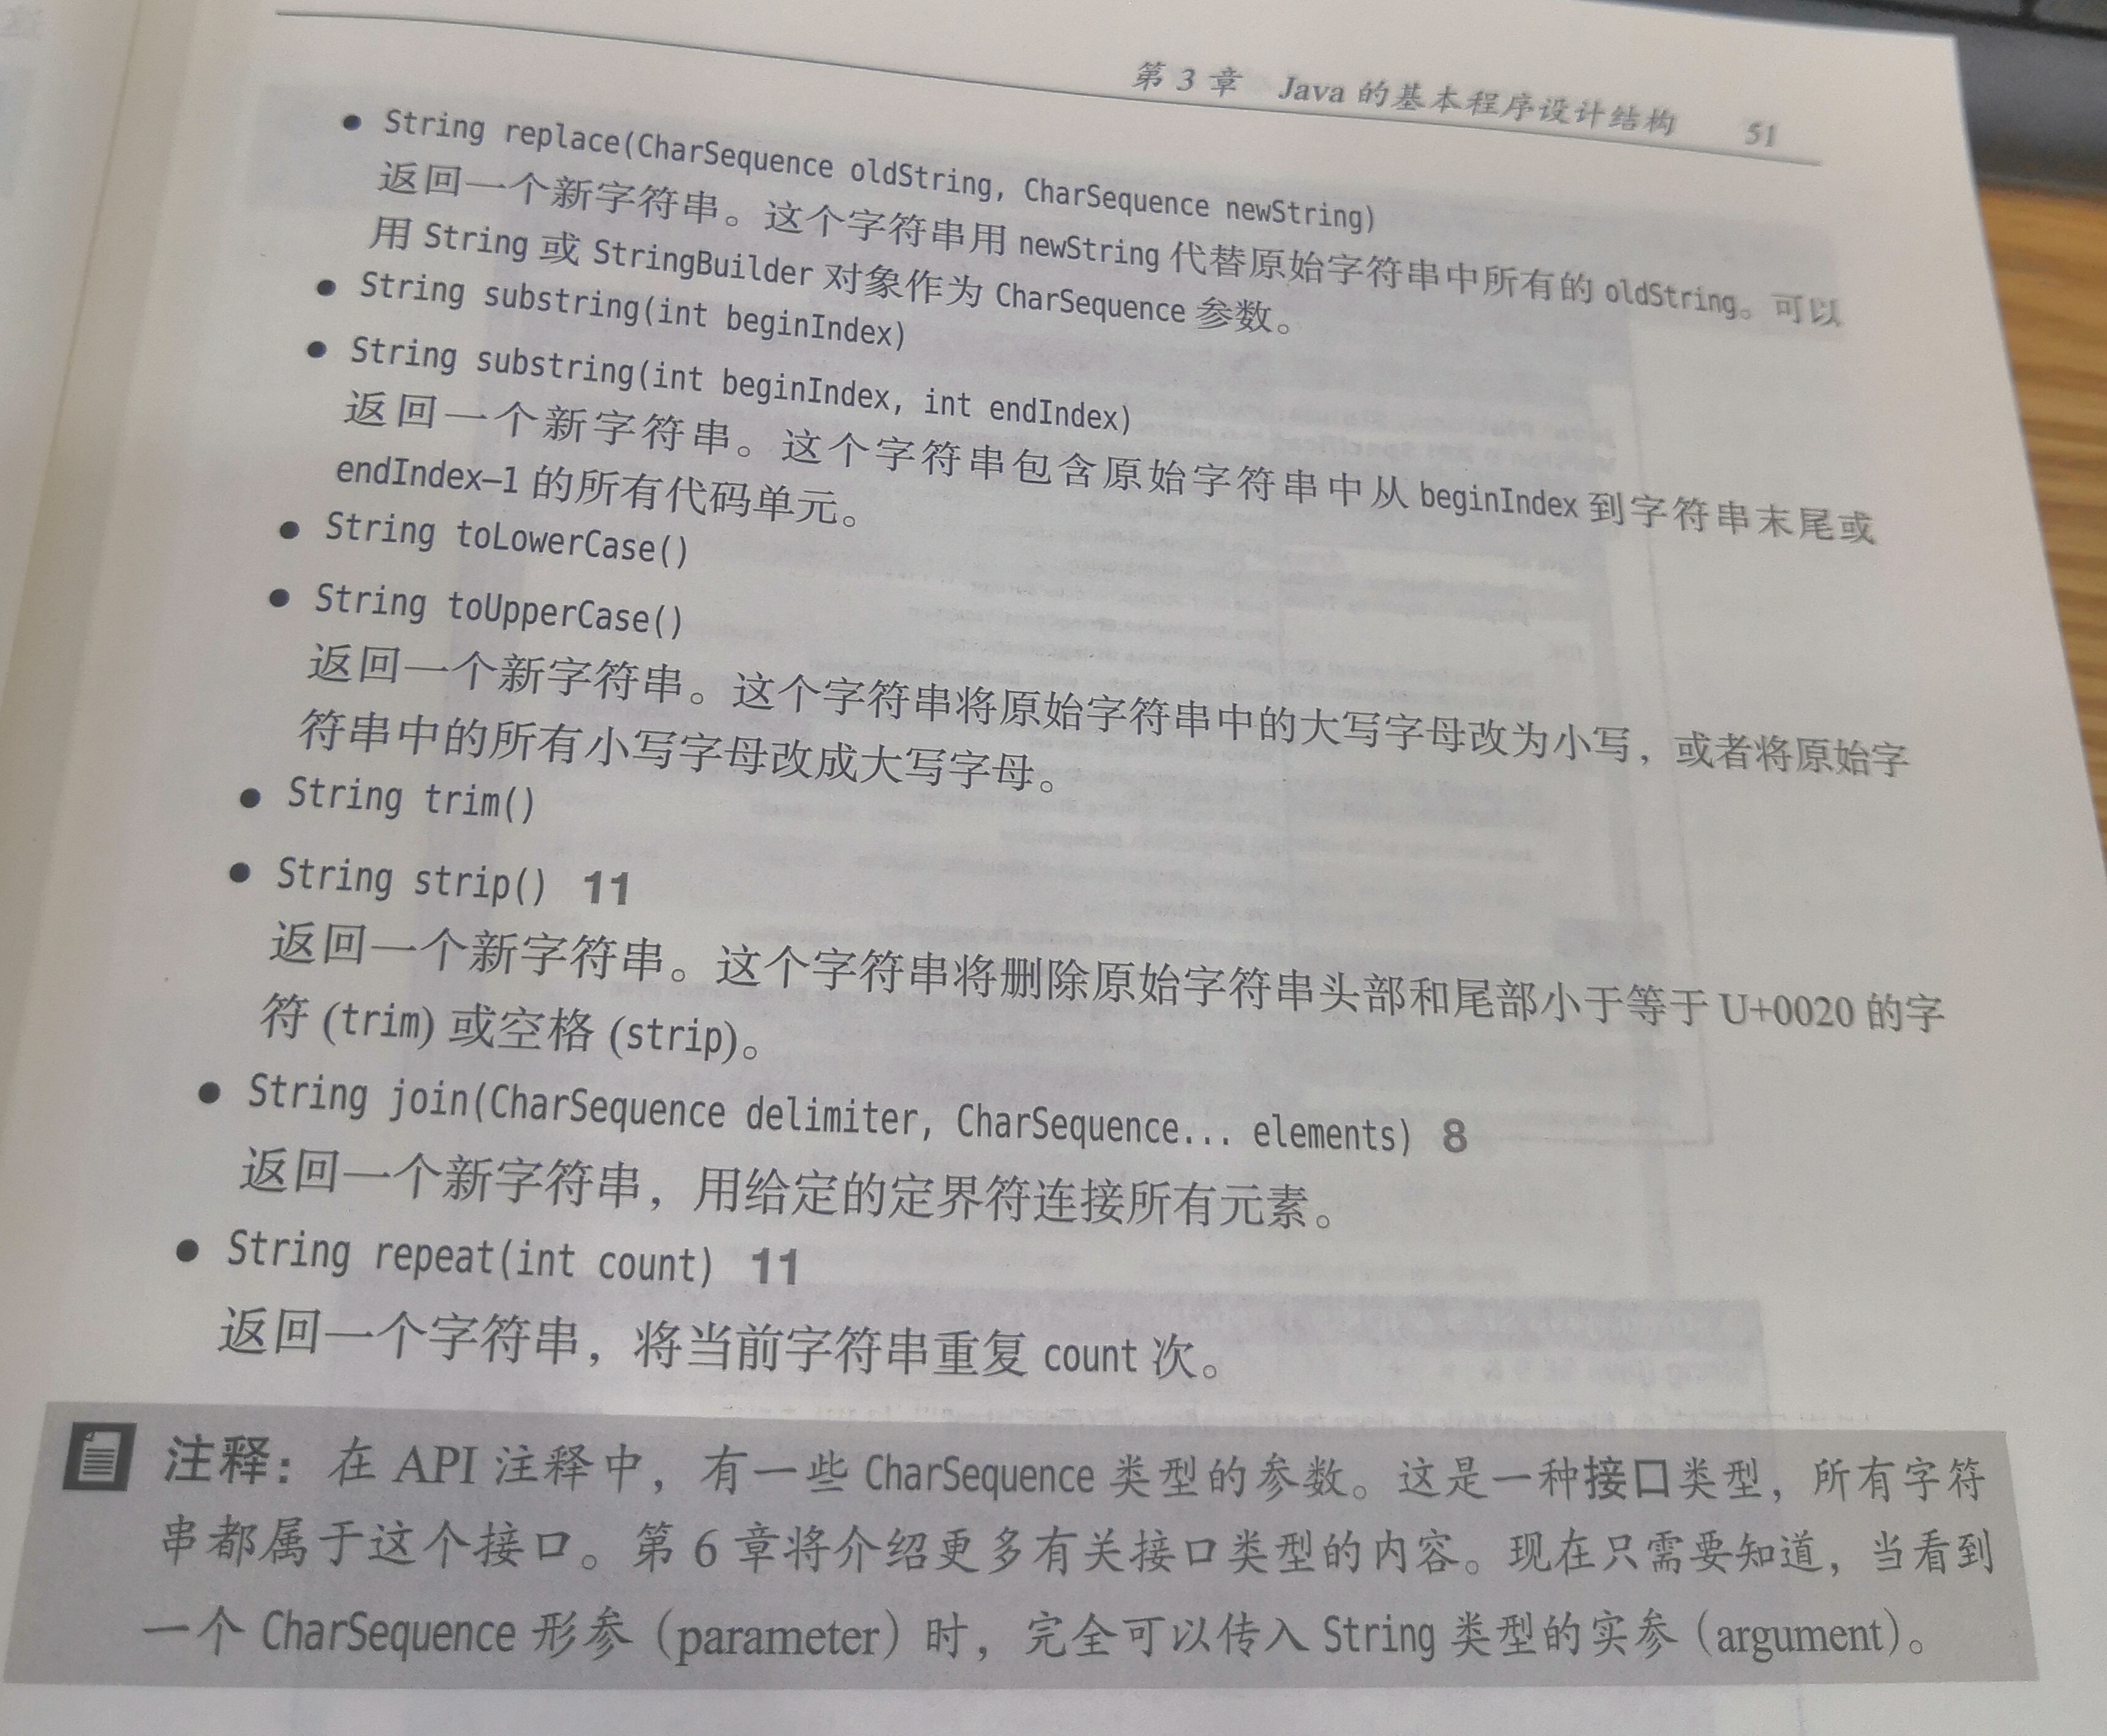 第 3 章 Java 的基本程序设计结构 51
● String replace(CharSequence oldString, CharSequence newString)
返回一个新字符串。这个字符串用 newString 代替原始字符串中所有的 oldString。可以
用 String 或 StringBuilder 对象作为 CharSequence 参数。
● String substring(int beginIndex)
● String substring(int beginIndex, int endIndex)
返回一个新字符串。这个字符串包含原始字符串中从 beginIndex 到字符串末尾或
endIndex–1 的所有代码单元。
● String toLowerCase()
● String toUpperCase()
返回一个新字符串。这个字符串将原始字符串中的大写字母改为小写，或者将原始字
符串中的所有小写字母改成大写字母。
● String trim()
● String strip() 11
返回一个新字符串。这个字符串将删除原始字符串头部和尾部小于等于 U+0020 的字
符 (trim) 或空格 (strip)。
● String join(CharSequence delimiter, CharSequence... elements) 8
返回一个新字符串，用给定的定界符连接所有元素。
● String repeat(int count) 11
返回一个字符串，将当前字符串重复 count 次。
注释：在 API 注释中，有一些 CharSequence 类型的参数。这是一种接口类型，所有字符
串都属于这个接口。第 6 章将介绍更多有关接口类型的内容。现在只需要知道，当看到
一个 CharSequence 形参（parameter）时，完全可以传入 String 类型的实参（argument）。